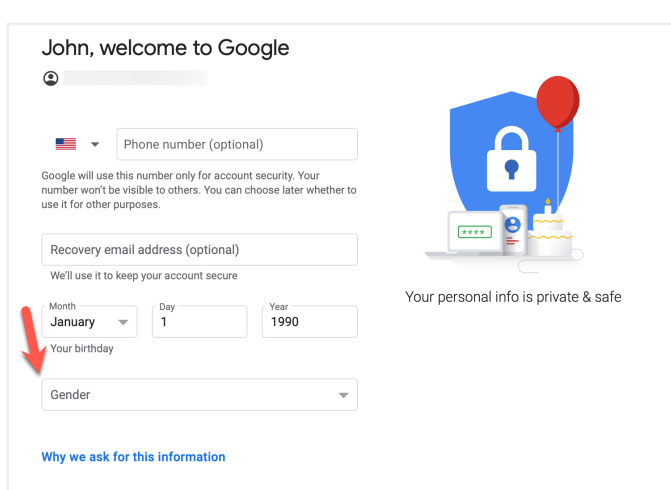 John, welcome to Google
Phone number (optional)
Google will use this number only for account security. Your
number won't be visible to others. You can choose later whether to
use it for other purposes.
Recovery email address (optional)
We'll use it to keep your account secure
Month
January
Day
1
Year
1990
Your birthday
Gender
Why we ask for this information
****
Your personal info is private & safe